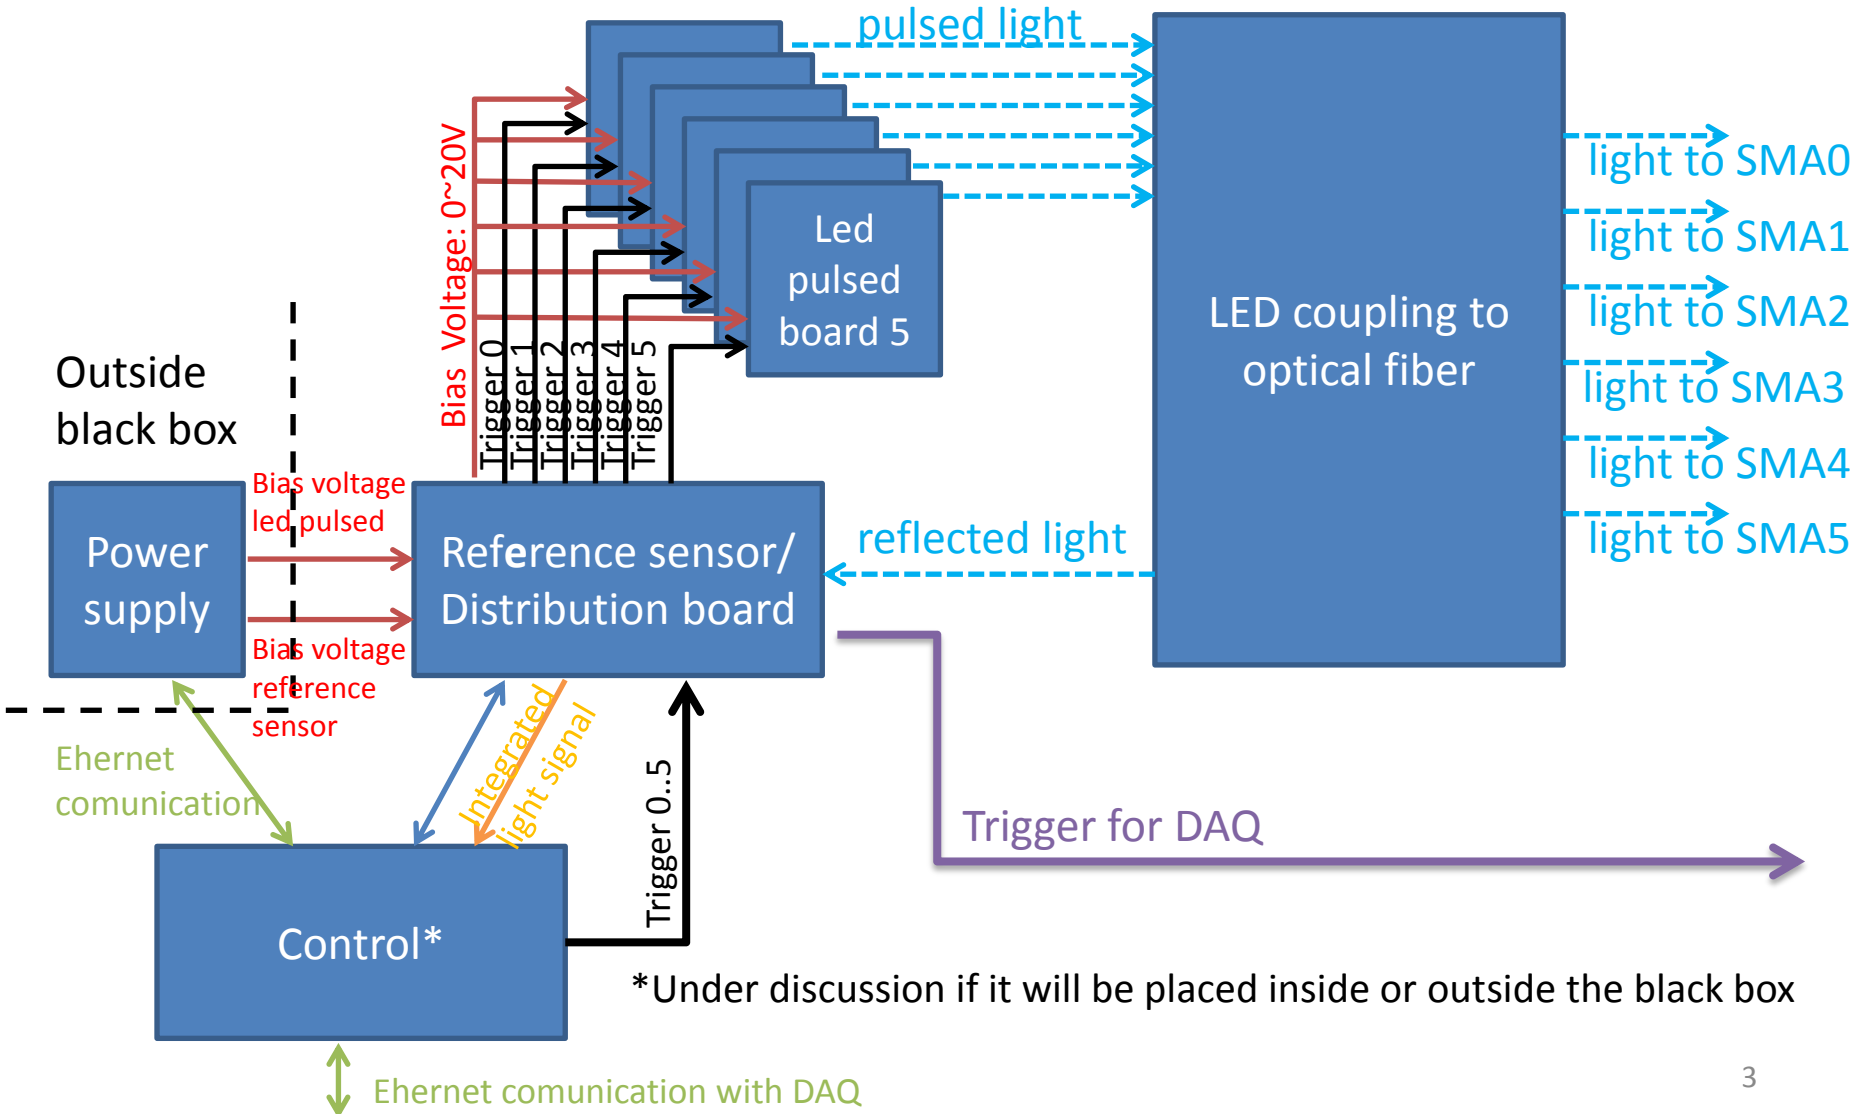 pulsed light
Bias Voltage: 0~20V
Trigger 0
Trigger 1
Trigger 2
Trigger 3
Trigger 4
Trigger 5
Led
pulsed
board 5
LED coupling to
optical fiber
light to SMA0
light to SMA1
light to SMA2
light to SMA3
light to SMA4
light to SMA5
Outside
black box
Power
supply
Bias voltage
led pulsed
Bias voltage
reference
sensor
Reference sensor/
Distribution board
reflected light
Ehernet
comunication
Integrated
light signal
Trigger 0..5
Trigger for DAQ
Control*
*Under discussion if it will be placed inside or outside the black box
Ehernet comunication with DAQ
3